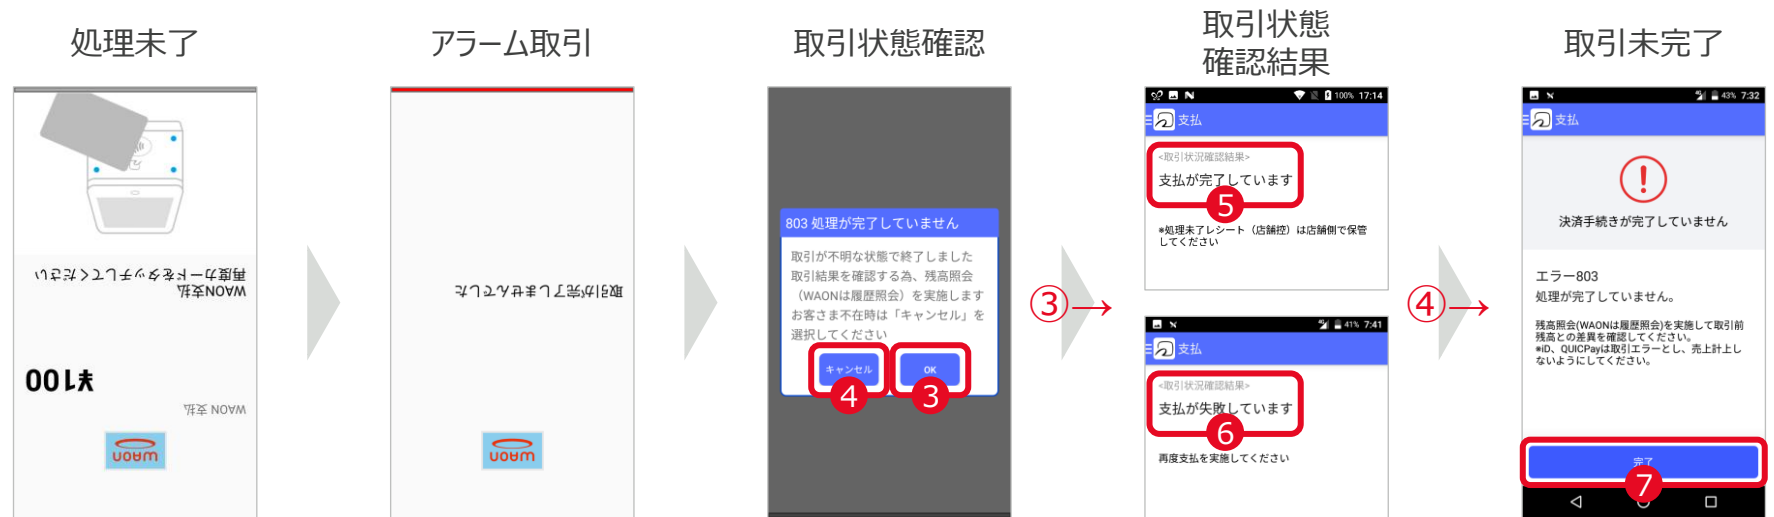 処理未了
再度カードをタッチしてください
WAON支払
¥100
WAON 支払
WAON
アラーム取引
取引が完了しませんでした
WAON
取引状態確認
803 処理が完了していません
取引が不明な状態で終了しました
取引結果を確認する為、残高照会
（WAONは履歴照会）を実施します
お客さま不在時は「キャンセル」を
選択してください
キャンセル
OK
④
③
③→
取引状態
確認結果
100% 17:14
支払
<取引状況確認結果>
支払が完了しています
⑤
*処理未了レシート（店舗控）は店舗側で保管
してください
41% 7:41
支払
<取引状況確認結果>
支払が失敗しています
⑥
再度支払を実施してください
④→
取引未完了
43% 7:32
支払
!
決済手続きが完了していません
エラー803
処理が完了していません。
残高照会(WAONは履歴照会)を実施して取引前
残高との差異を確認してください。
*iD、QUICPayは取引エラーとし、売上計上し
ないようにしてください。
完了
⑦